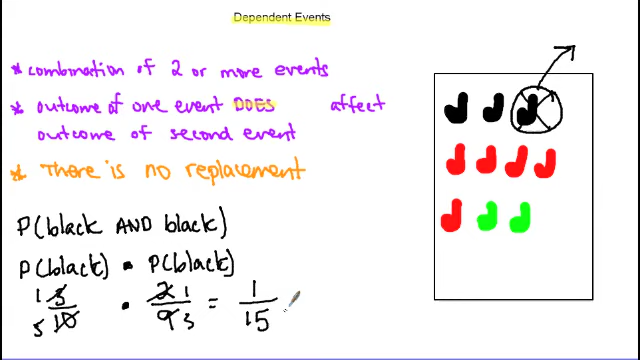 Dependent Events
* combination of 2 or more events
* outcome of one event DOES affect
outcome of second event
* There is no replacement
P(black AND black)
P(black) • P(black)
1 3/5 10 • 2 1/9 3 = 1/15